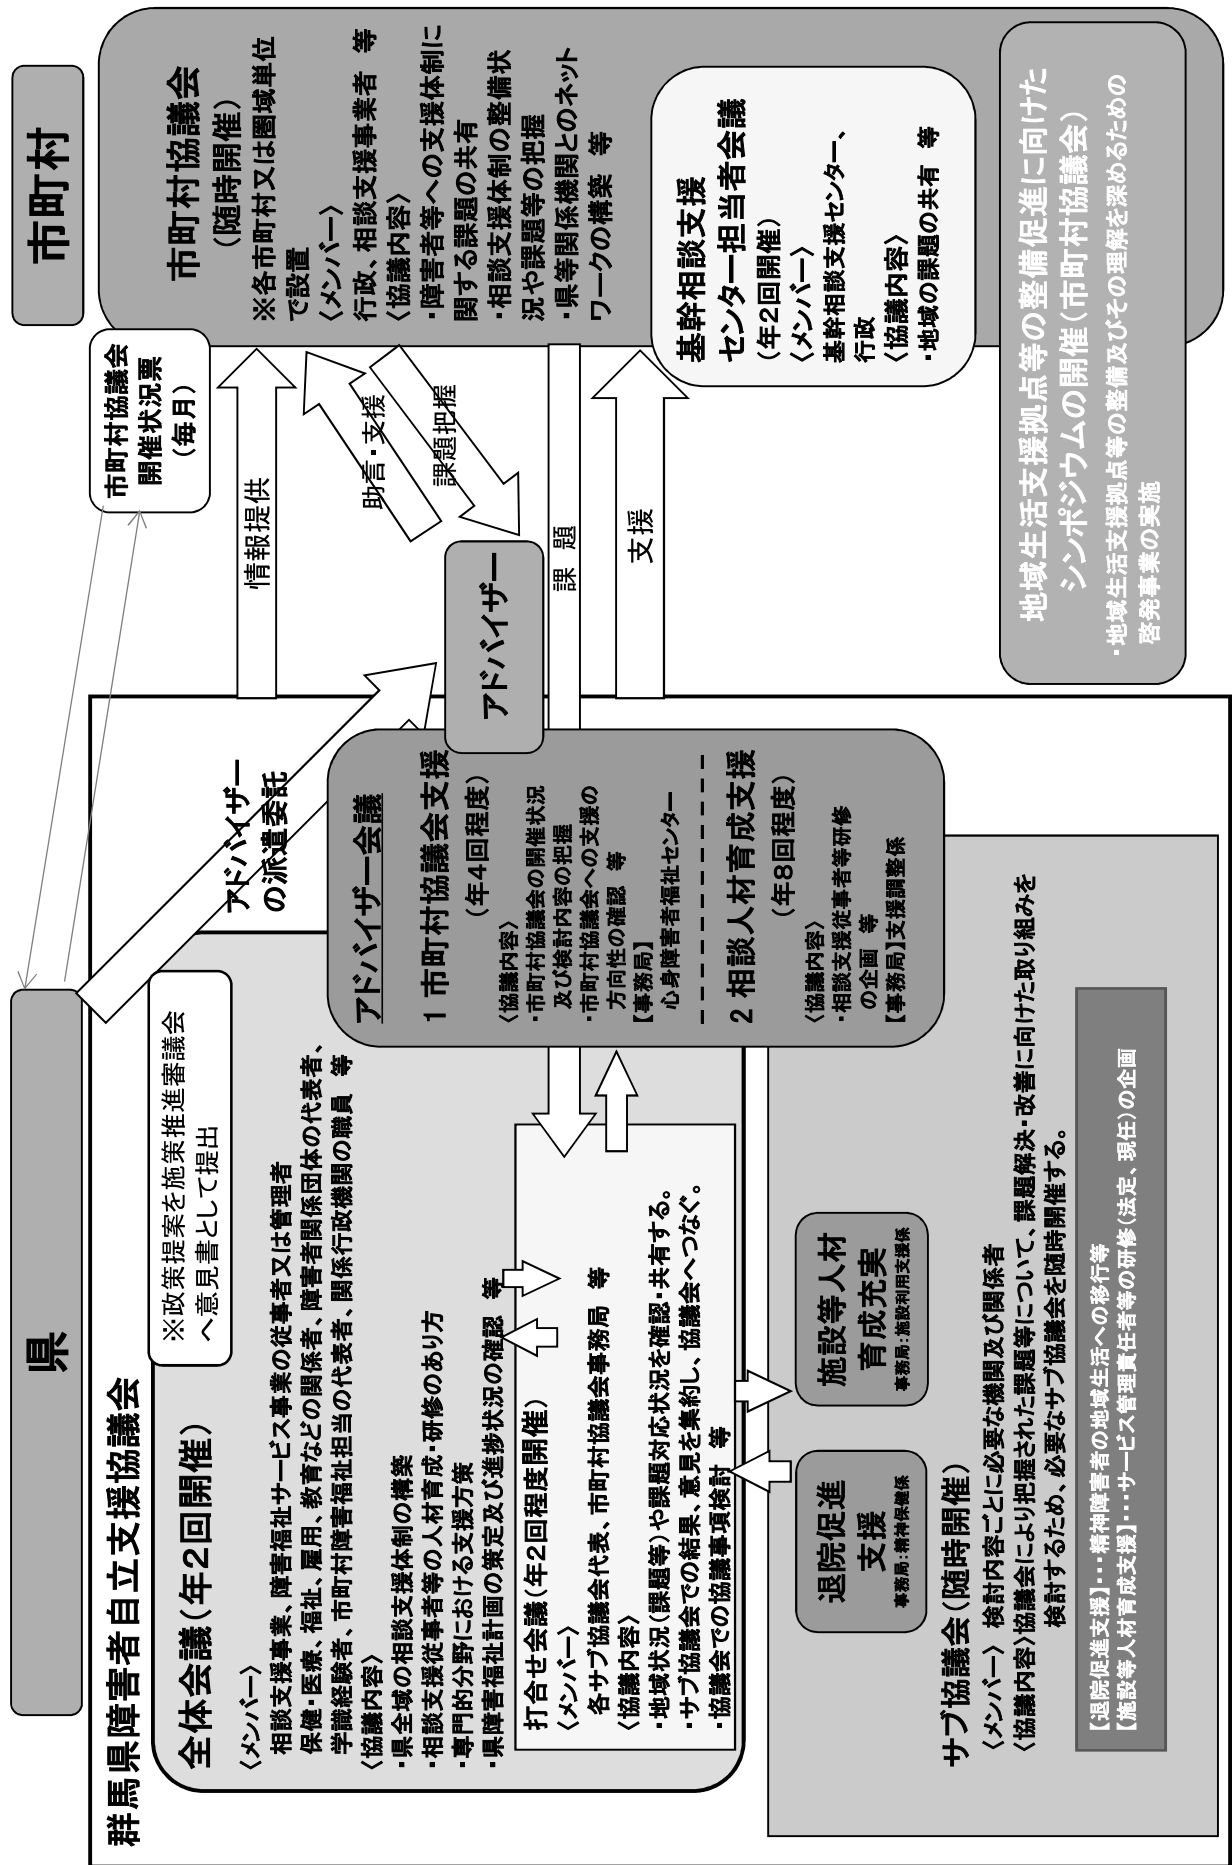 県
市町村
群馬県障害者自立支援協議会
※政策提案を施策推進審議会
へ意見書として提出
全体会議（年２回開催）
〈メンバー〉
相談支援事業、障害福祉サービス事業の従事者又は管理者
保健・医療、福祉、雇用、教育などの関係者、障害者関係団体の代表者、
学識経験者、市町村障害福祉担当の代表者、関係行政機関の職員　等
〈協議内容〉
・県全域の相談支援体制の構築
・相談支援従事者等の人材育成・研修のあり方
・専門的分野における支援方策
・県障害福祉計画の策定及び進捗状況の確認　等
打合せ会議（年２回程度開催）
〈メンバー〉
各サブ協議会代表、市町村協議会事務局　等
〈協議内容〉
・地域状況（課題等）や課題対応状況を確認・共有する。
・サブ協議会での結果、意見を集約し、協議会へつなぐ。
・協議会での協議事項検討　等
退院促進
支援
事務局：精神保健係
施設等人材
育成充実
事務局：施設利用支援係
サブ協議会（随時開催）
〈メンバー〉 検討内容ごとに必要な機関及び関係者
〈協議内容〉協議会により把握された課題等について、課題解決・改善に向けた取り組みを
検討するため、必要なサブ協議会を随時開催する。
【退院促進支援】・・・精神障害者の地域生活への移行等
【施設等人材育成支援】・・・サービス管理責任者等の研修（法定、現任）の企画
アドバイザー
の派遣委託
アドバイザー会議
１ 市町村協議会支援
（年４回程度）
〈協議内容〉
・市町村協議会の開催状況
及び検討内容の把握
・市町村協議会への支援の
方向性の確認　等
【事務局】
心身障害者福祉センター
２ 相談人材育成支援
（年８回程度）
〈協議内容〉
・相談支援従事者等研修
の企画　等
【事務局】支援調整係
アドバイザー
情報提供
助言・支援
課題把握
課　題
支援
市町村協議会
開催状況票
（毎月）
市町村協議会
（随時開催）
※各市町村又は圏域単位
で設置
〈メンバー〉
行政、相談支援事業者　等
〈協議内容〉
・障害者等への支援体制に
関する課題の共有
・相談支援体制の整備状
況や課題等の把握
・県等関係機関とのネット
ワークの構築　等
基幹相談支援
センター担当者会議
（年２回開催）
〈メンバー〉
基幹相談支援センター、
行政
〈協議内容〉
・地域の課題の共有　等
地域生活支援拠点等の整備促進に向けた
シンポジウムの開催（市町村協議会）
・地域生活支援拠点等の整備及びその理解を深めるための
啓発事業の実施